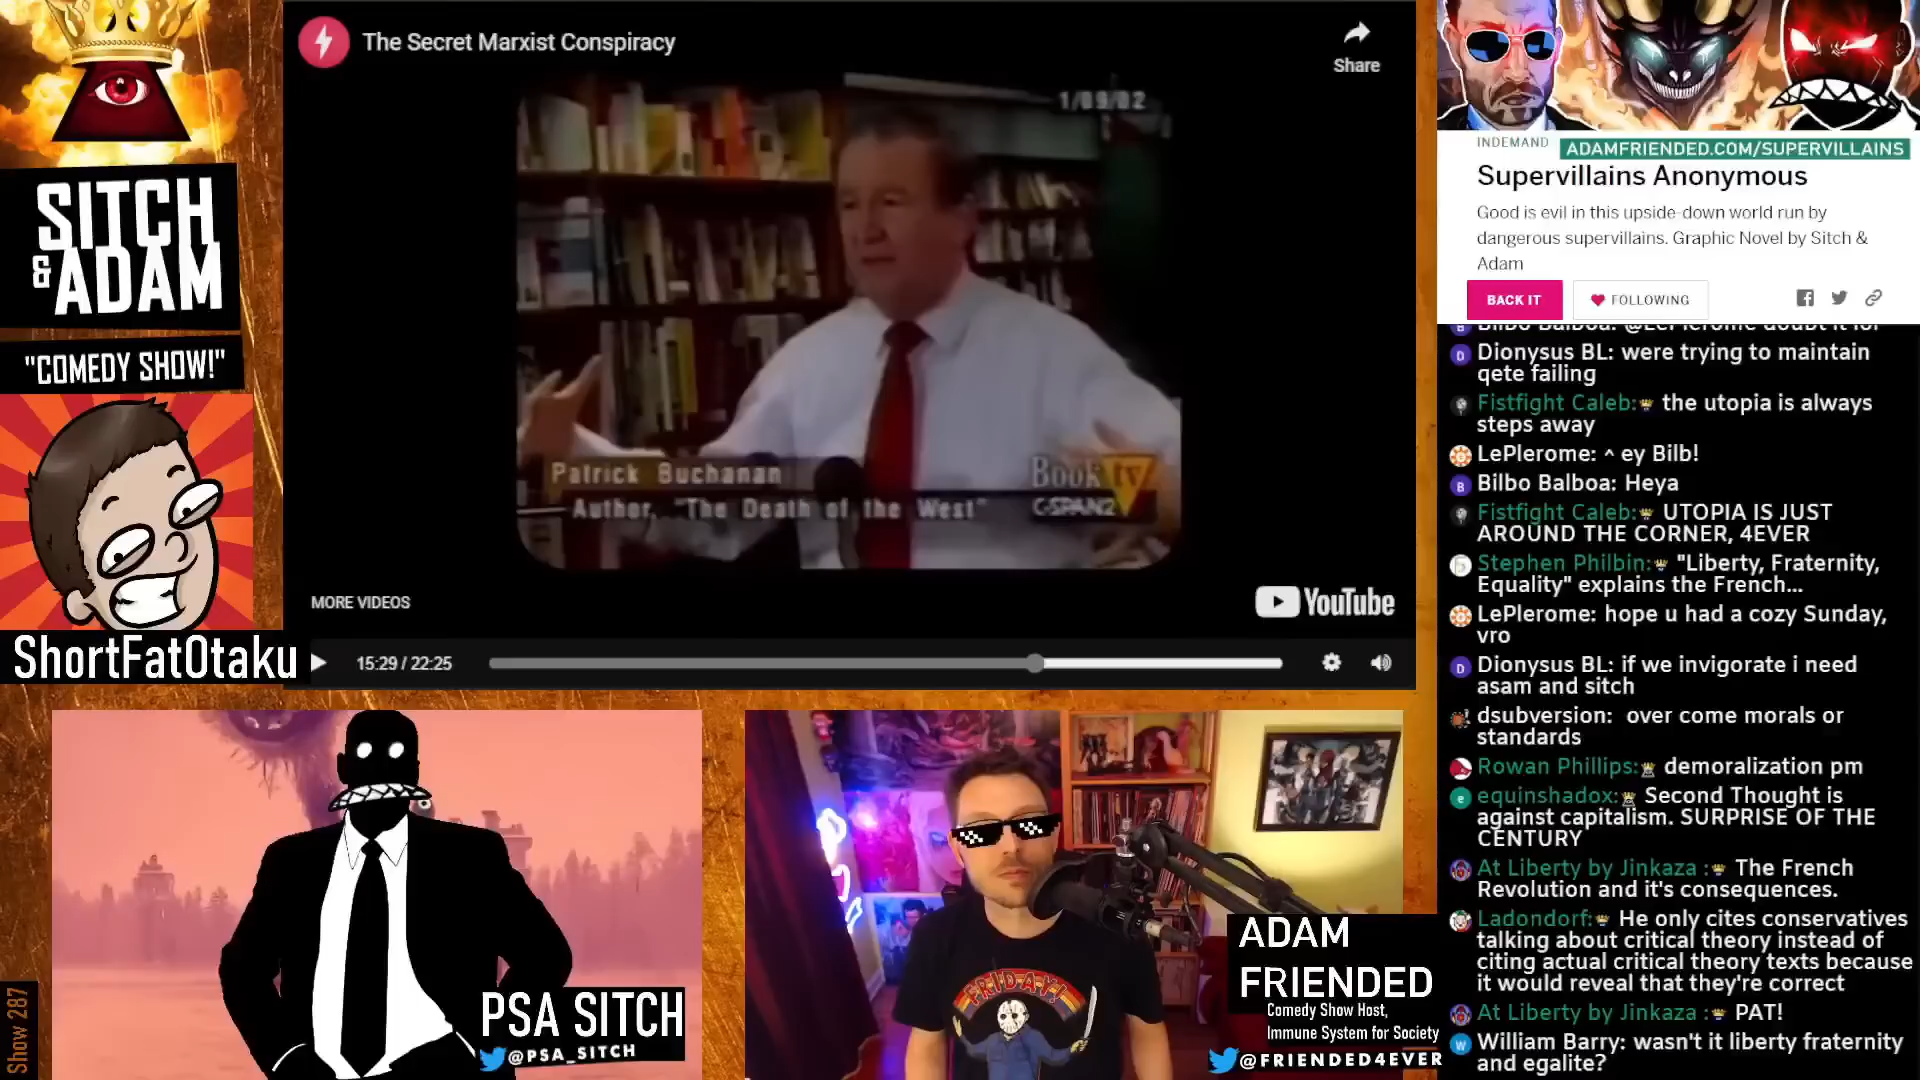 The Secret Marxist Conspiracy
Share
1/09/02
Patrick Buchanan
Author, "The Death of the West"
Book tv
C-SPAN2
MORE VIDEOS
YouTube
15:29 / 22:25
SITCH
& ADAM
"COMEDY SHOW!"
ShortFatOtaku
Show 287
PSA SITCH
@PSA_SITCH
FRIDAY!
ADAM
FRIENDED
Comedy Show Host,
Immune System for Society
@FRIENDED4EVER
INDEMAND
ADAMFRIENDED.COM/SUPERVILLAINS
Supervillains Anonymous
Good is evil in this upside-down world run by
dangerous supervillains. Graphic Novel by Sitch &
Adam
BACK IT
FOLLOWING
Bilbo Balboa: @LePlerome doubt it for
Dionysus BL: were trying to maintain
qete failing
Fistfight Caleb: the utopia is always
steps away
LePlerome: ^ ey Bilb!
Bilbo Balboa: Heya
Fistfight Caleb: UTOPIA IS JUST
AROUND THE CORNER, 4EVER
Stephen Philbin: "Liberty, Fraternity,
Equality" explains the French...
LePlerome: hope u had a cozy Sunday,
vro
Dionysus BL: if we invigorate i need
asam and sitch
dsubversion: over come morals or
standards
Rowan Phillips: demoralization pm
equinshadox: Second Thought is
against capitalism. SURPRISE OF THE
CENTURY
At Liberty by Jinkaza : The French
Revolution and it's consequences.
Ladondorf: He only cites conservatives
talking about critical theory instead of
citing actual critical theory texts because
it would reveal that they're correct
At Liberty by Jinkaza : PAT!
William Barry: wasn't it liberty fraternity
and egalite?